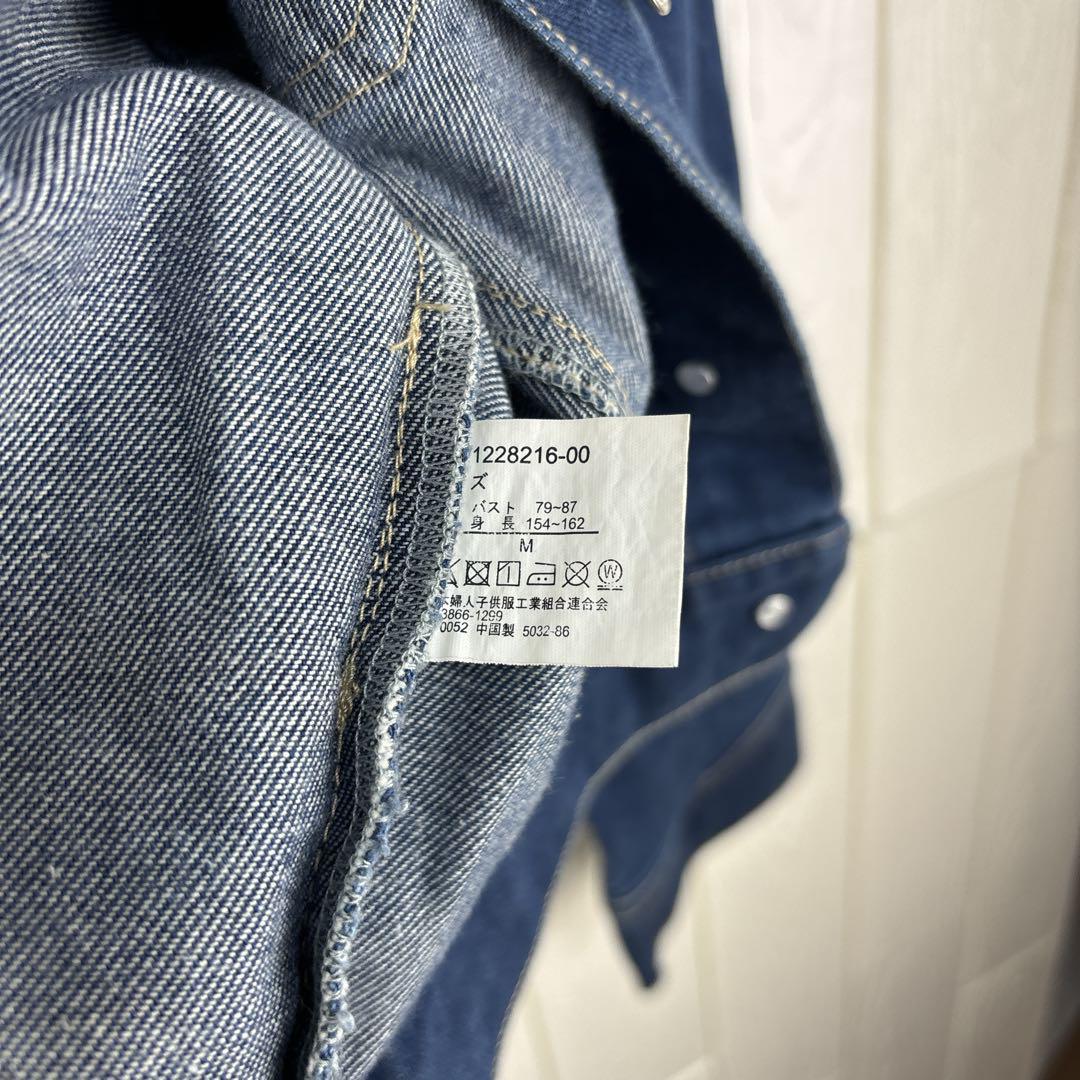 1228216-00
ズ
バスト 79~87
身 長 154~162
M
W
婦人子供服工業組合連合会
3866-1299
0052 中国製 5032-86